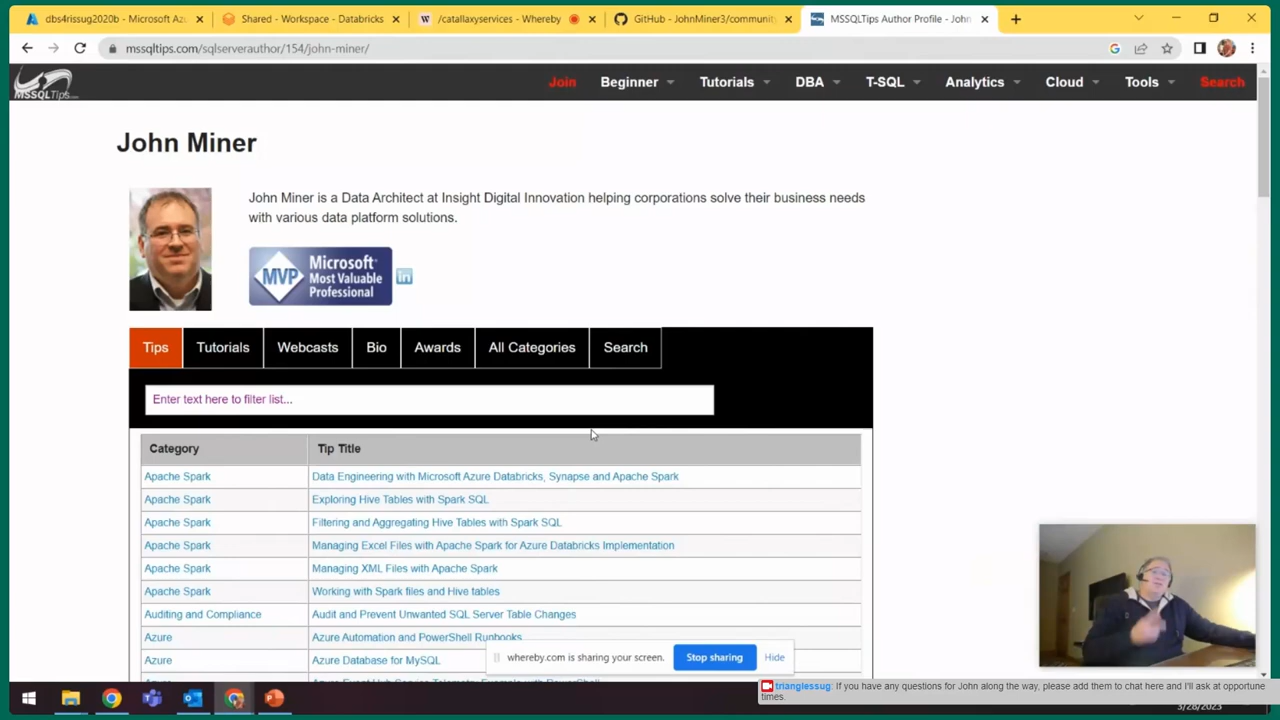 dbs4rissug2020b - Microsoft Az
Shared - Workspace - Databricks
/catallaxyservices - Whereby
GitHub - JohnMiner3/communit
MSSQLTips Author Profile - John
mssqltips.com/sqlserverauthor/154/john-miner/
MSSQLTips.com
Join
Beginner
Tutorials
DBA
T-SQL
Analytics
Cloud
Tools
Search
John Miner
John Miner is a Data Architect at Insight Digital Innovation helping corporations solve their business needs
with various data platform solutions.
MVP
Microsoft®
Most Valuable
Professional
in
Tips
Tutorials
Webcasts
Bio
Awards
All Categories
Search
Enter text here to filter list...
Category Tip Title
Apache Spark Data Engineering with Microsoft Azure Databricks, Synapse and Apache Spark
Apache Spark Exploring Hive Tables with Spark SQL
Apache Spark Filtering and Aggregating Hive Tables with Spark SQL
Apache Spark Managing Excel Files with Apache Spark for Azure Databricks Implementation
Apache Spark Managing XML Files with Apache Spark
Apache Spark Working with Spark files and Hive tables
Auditing and Compliance Audit and Prevent Unwanted SQL Server Table Changes
Azure Azure Automation and PowerShell Runbooks
Azure Azure Database for MySQL
whereby.com is sharing your screen.
Stop sharing
Hide
trianglessug: If you have any questions for John along the way, please add them to chat here and I'll ask at opportune
times.
3/28/2023